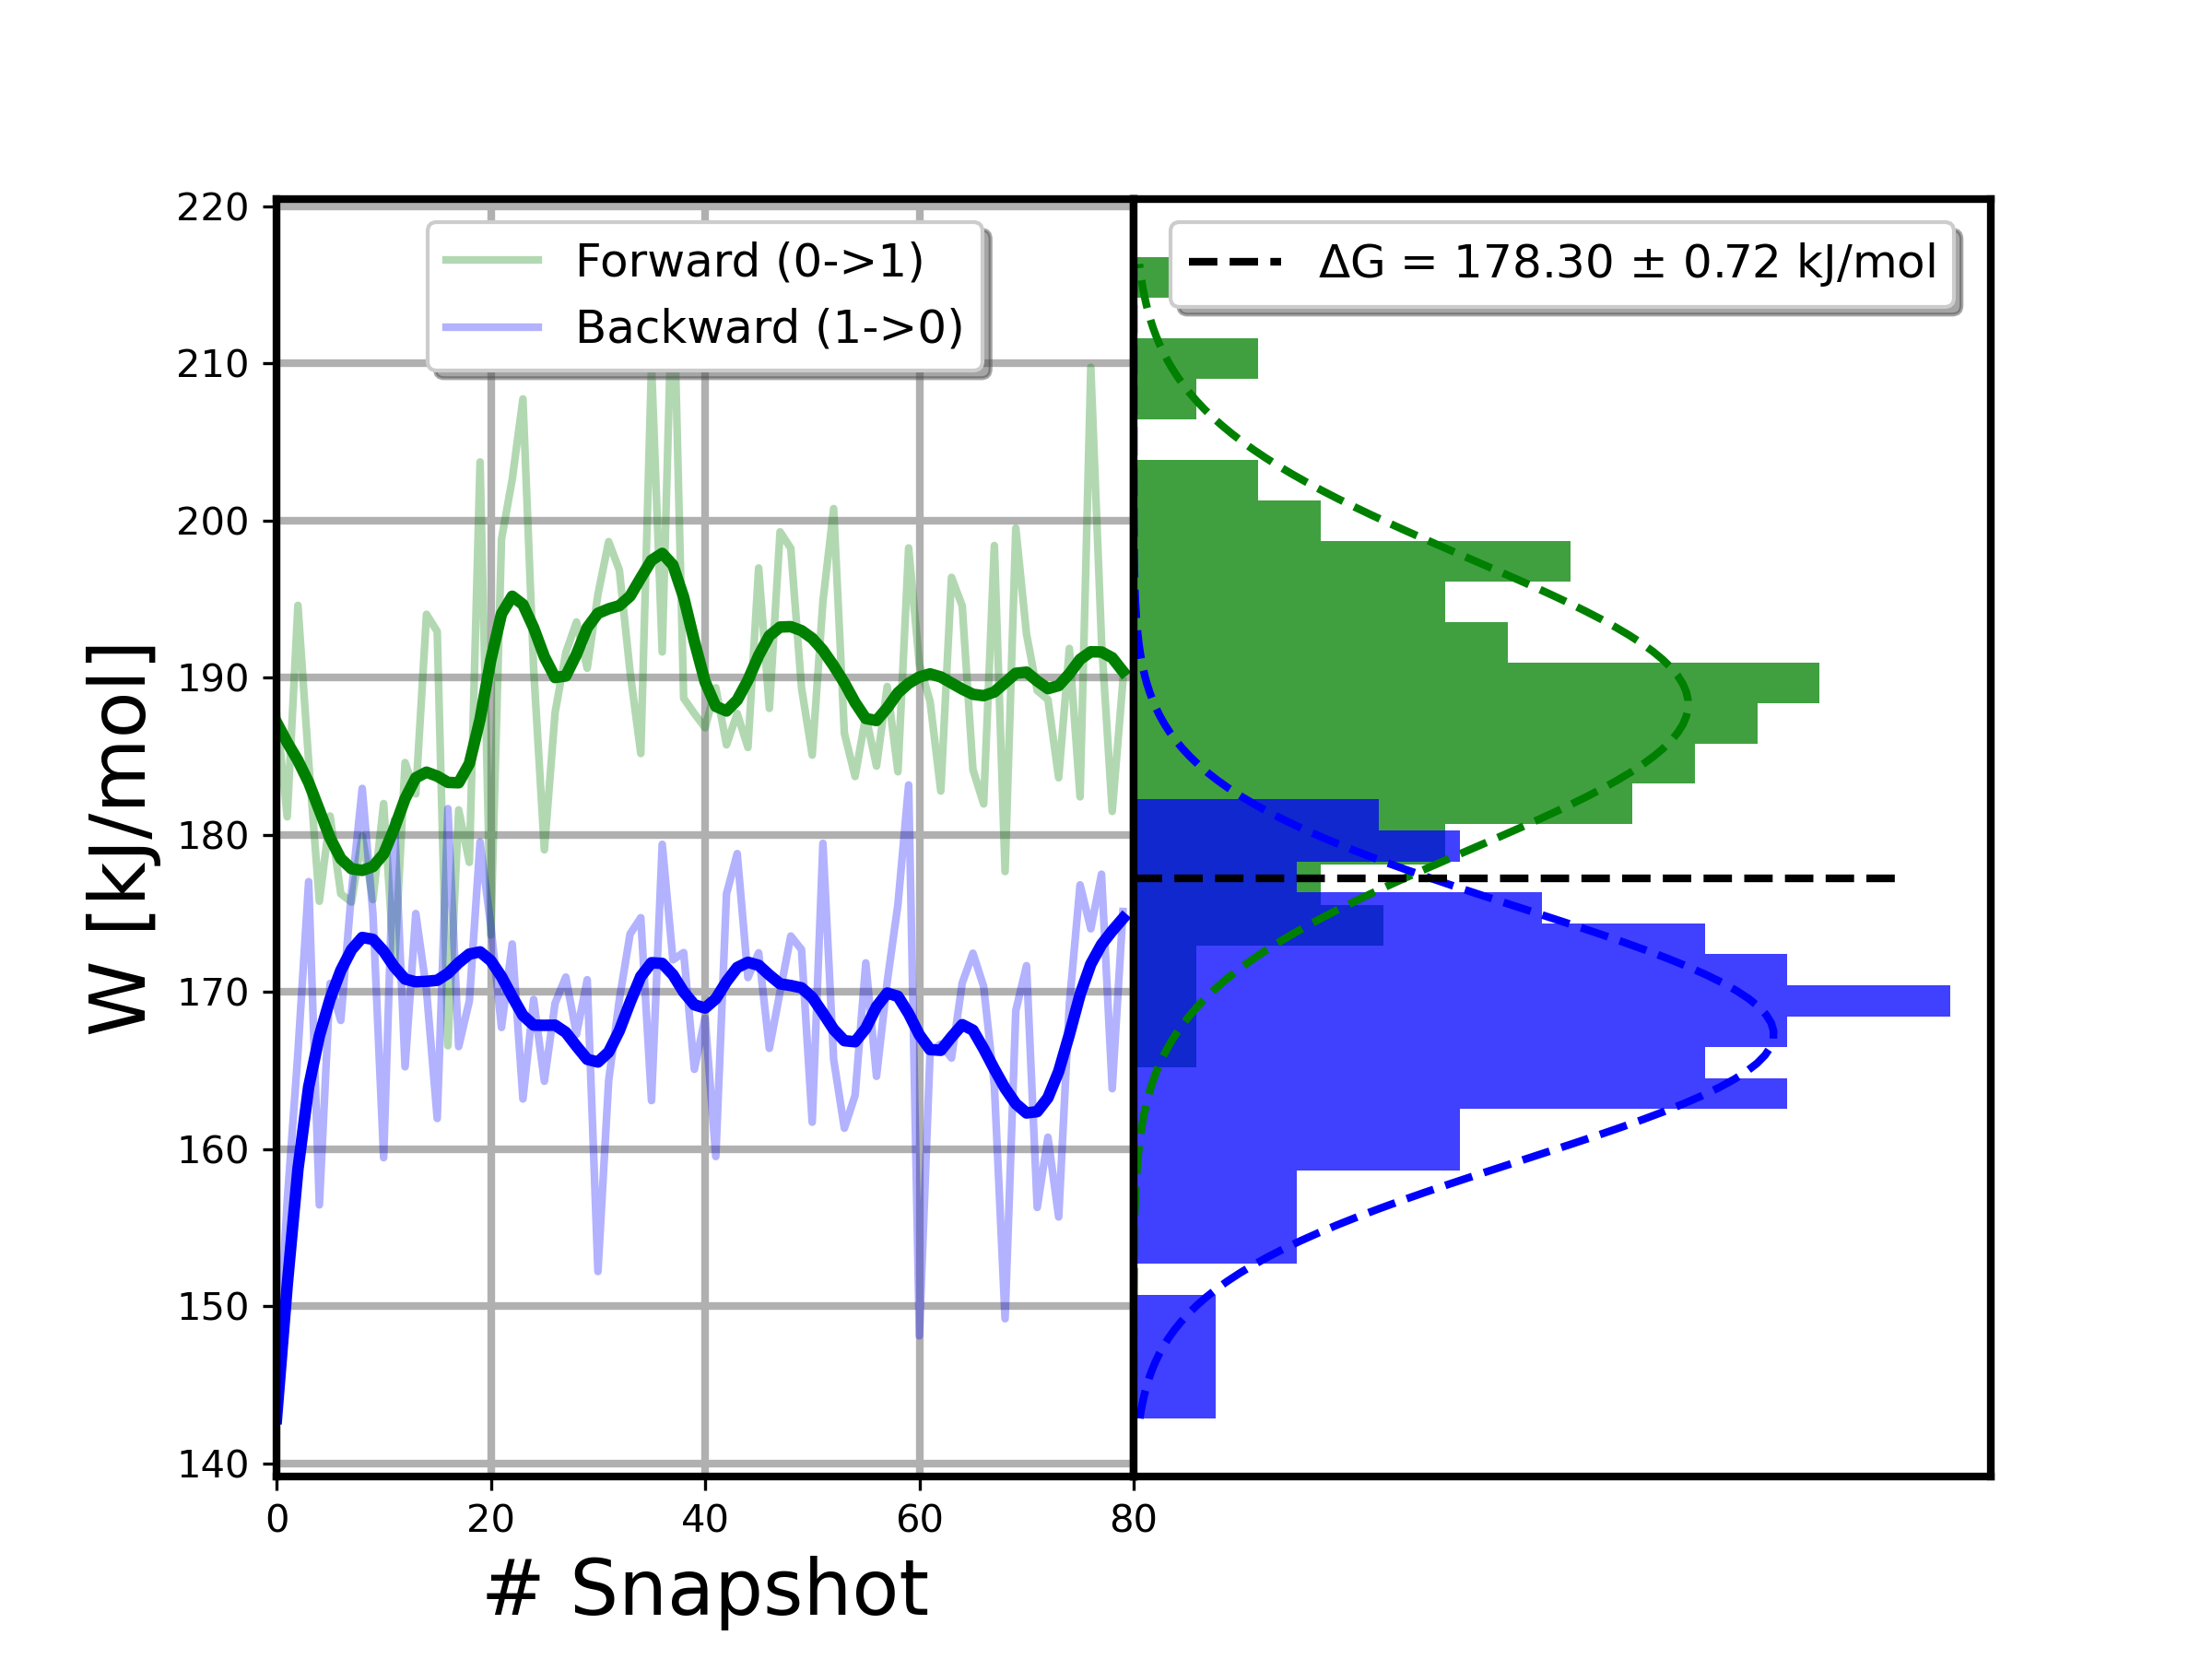 220
210
200
190
180
170
160
150
140
W [kJ/mol]
0 20 40 60 80
# Snapshot
Forward (0->1)
Backward (1->0)
ΔG = 178.30 ± 0.72 kJ/mol